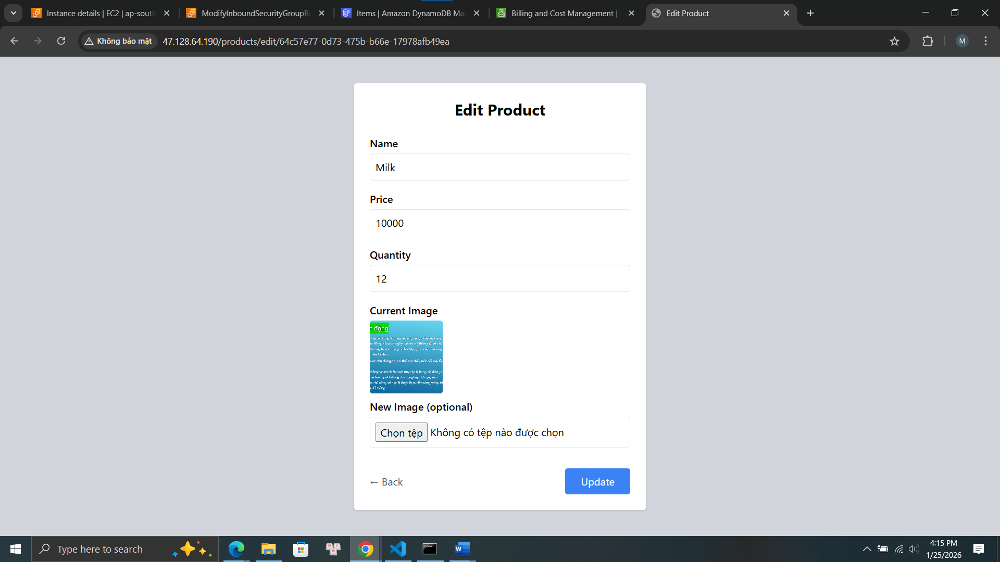 Instance details | EC2 | ap-south
ModifyInboundSecurityGroupRu
Items | Amazon DynamoDB Ma
Billing and Cost Management |
Edit Product
Không bảo mật
47.128.64.190/products/edit/64c57e77-0d73-475b-b66e-17978afb49ea
M
Edit Product
Name
Milk
Price
10000
Quantity
12
Current Image
t động
New Image (optional)
Chọn tệp Không có tệp nào được chọn
← Back
Update
Type here to search
4:15 PM
1/25/2026